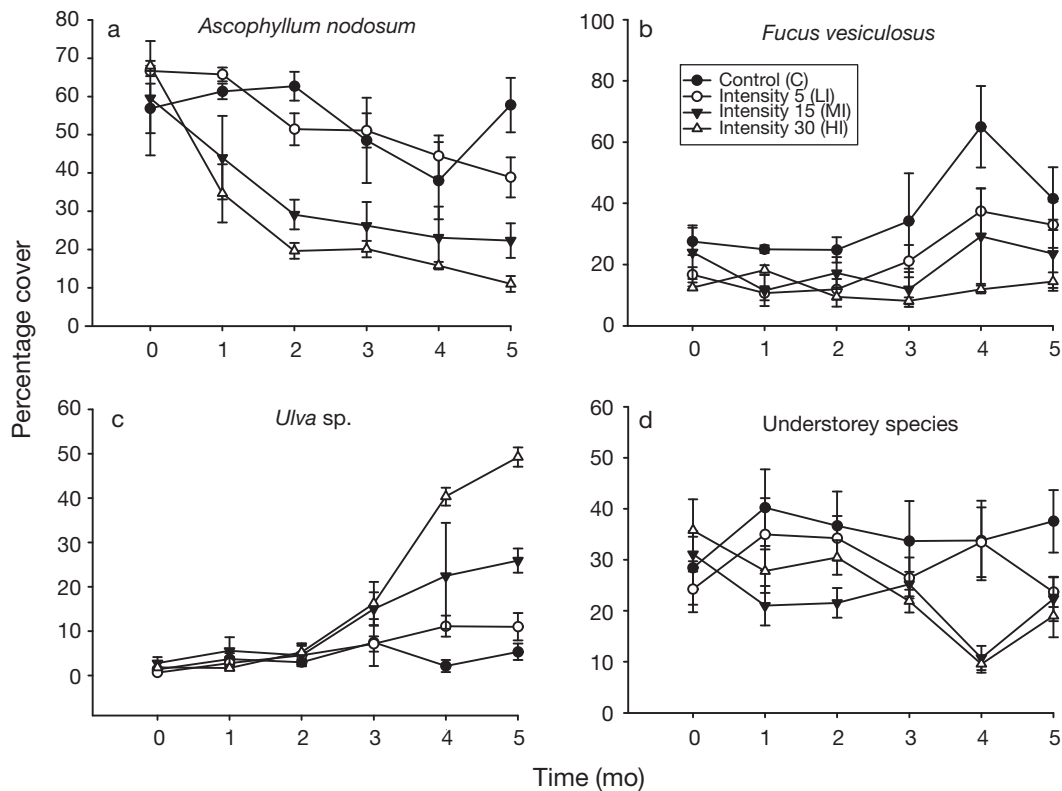 Percentage cover
a
Ascophyllum nodosum
80
70
60
50
40
30
20
10
0
0 1 2 3 4 5
b
Fucus vesiculosus
Control (C)
Intensity 5 (LI)
Intensity 15 (MI)
Intensity 30 (HI)
100
80
60
40
20
0
0 1 2 3 4 5
c
Ulva sp.
60
50
40
30
20
10
0
0 1 2 3 4 5
d
Understorey species
60
50
40
30
20
10
0
0 1 2 3 4 5
Time (mo)